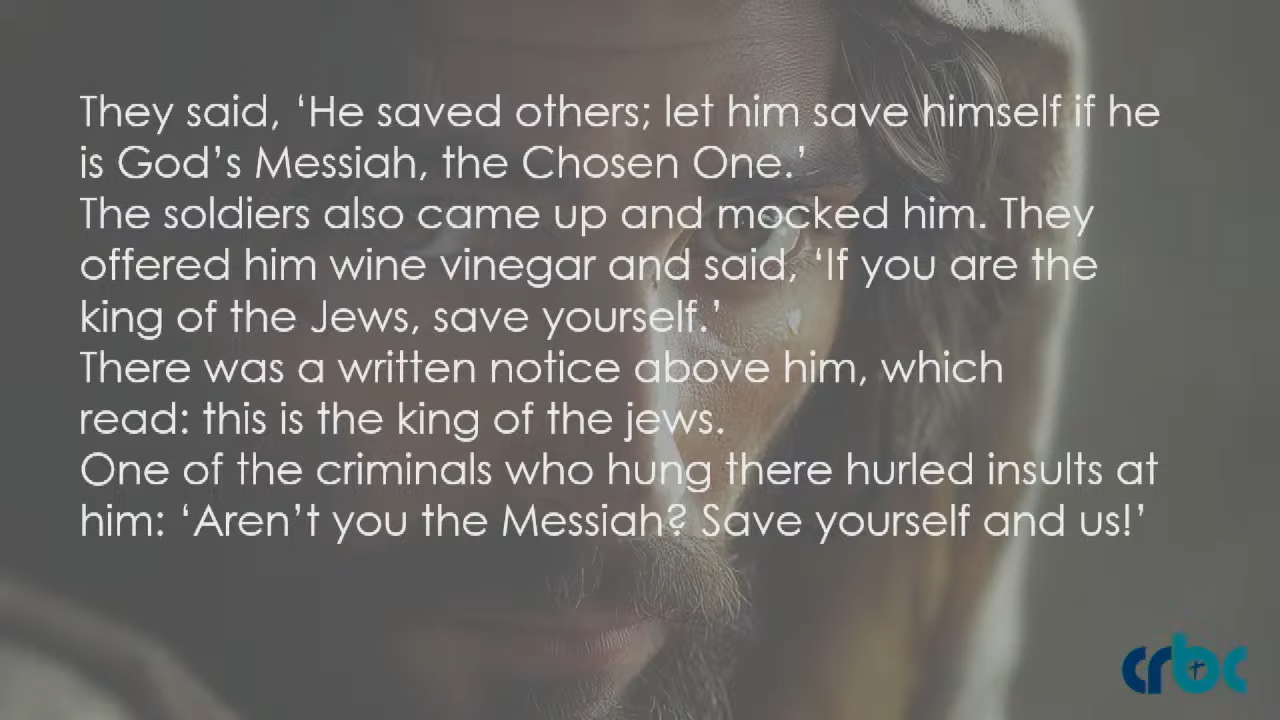 They said, ‘He saved others; let him save himself if he
is God’s Messiah, the Chosen One.’
The soldiers also came up and mocked him. They
offered him wine vinegar and said, ‘If you are the
king of the Jews, save yourself.’
There was a written notice above him, which
read: this is the king of the jews.
One of the criminals who hung there hurled insults at
him: ‘Aren’t you the Messiah? Save yourself and us!’
crbc